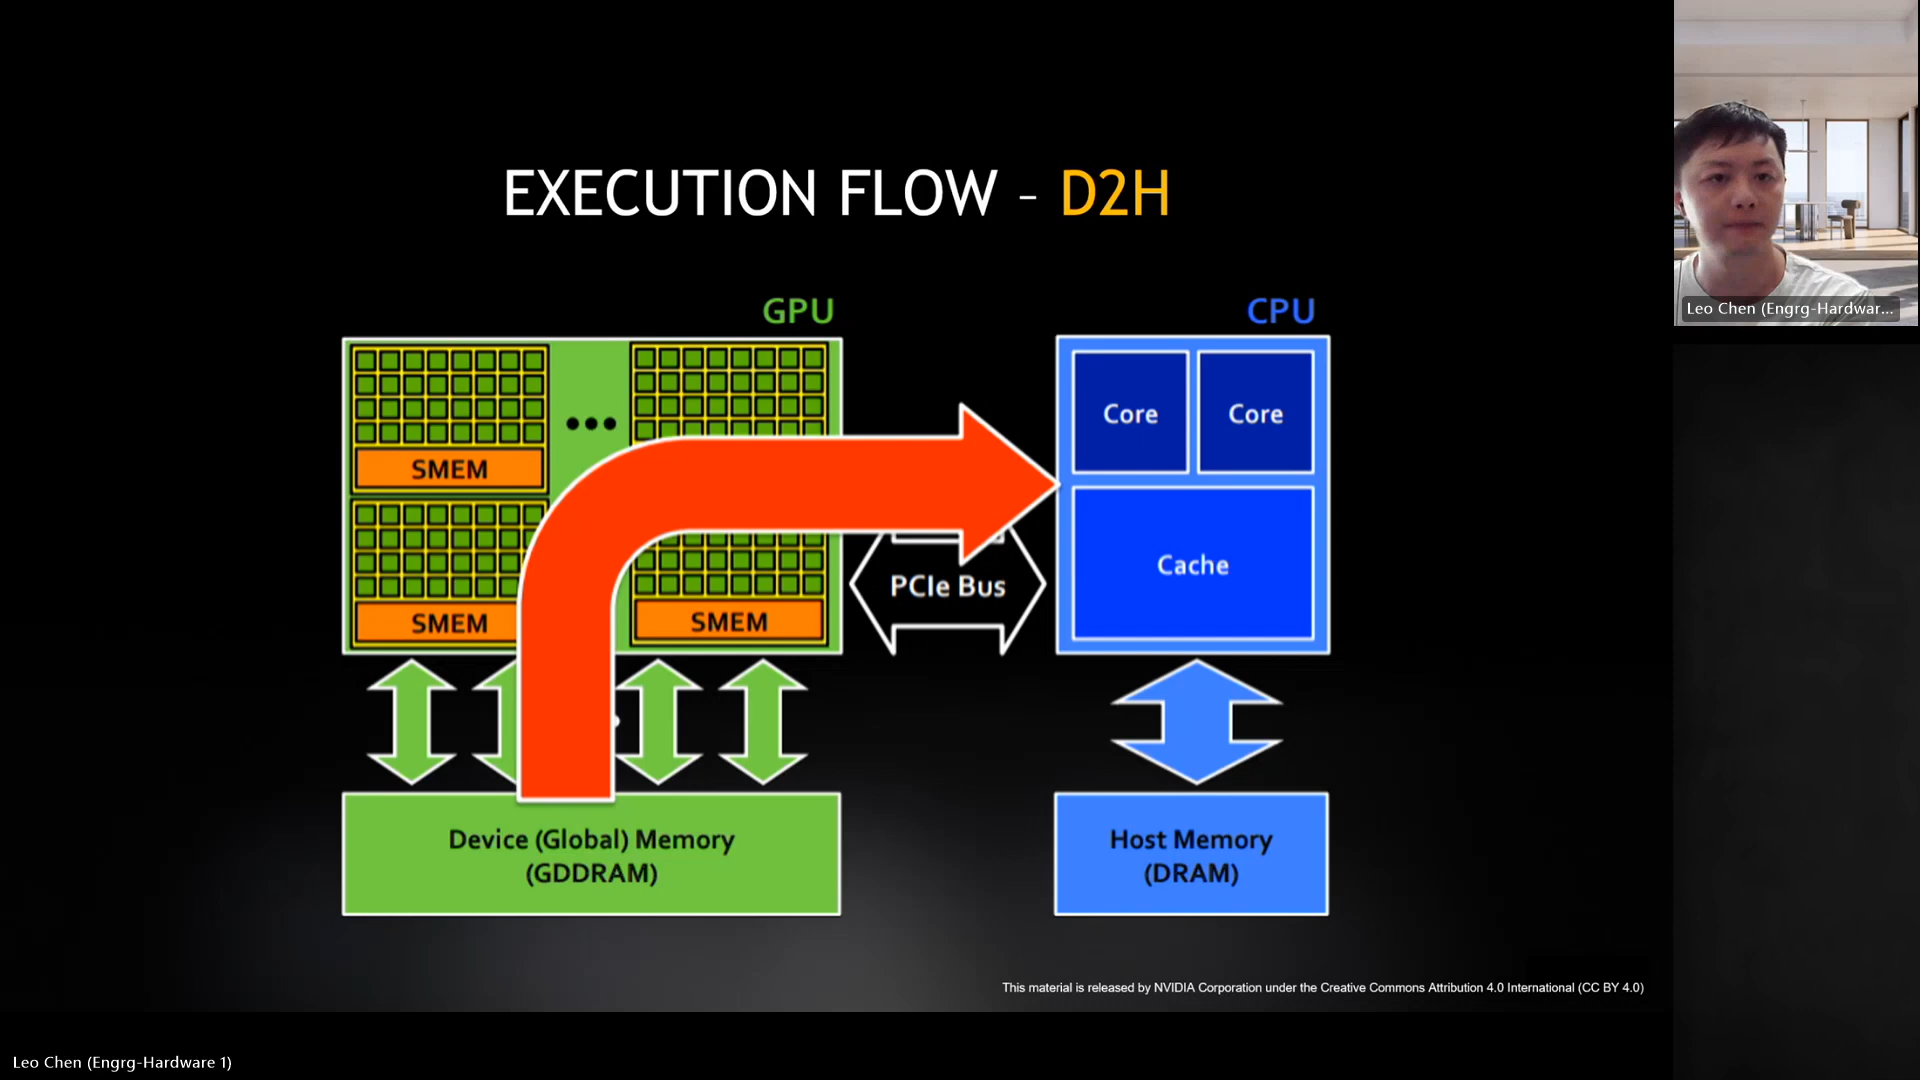 EXECUTION FLOW - D2H
GPU
CPU
SMEM
SMEM
SMEM
PCIe Bus
Core
Core
Cache
Device (Global) Memory
(GDDRAM)
Host Memory
(DRAM)
This material is released by NVIDIA Corporation under the Creative Commons Attribution 4.0 International (CC BY 4.0)
Leo Chen (Engrg-Hardwar...
Leo Chen (Engrg-Hardware 1)